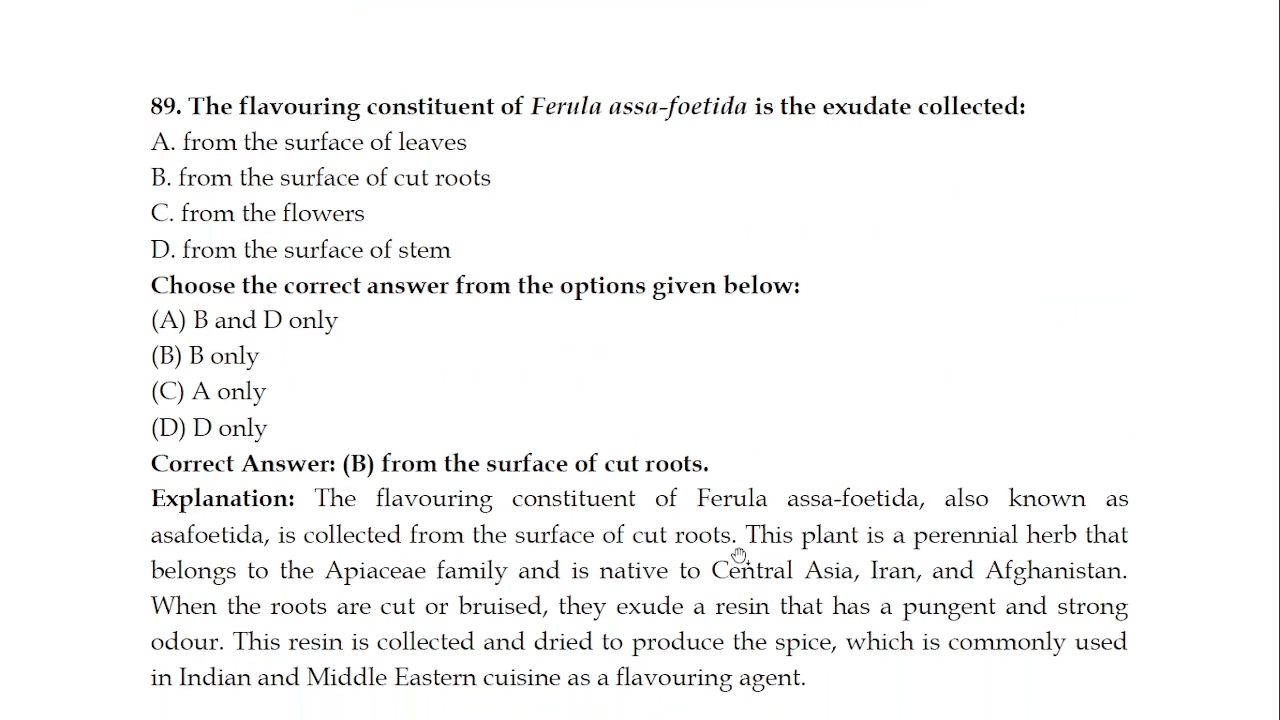 89. The flavouring constituent of Ferula assa-foetida is the exudate collected:
A. from the surface of leaves
B. from the surface of cut roots
C. from the flowers
D. from the surface of stem
Choose the correct answer from the options given below:
(A) B and D only
(B) B only
(C) A only
(D) D only
Correct Answer: (B) from the surface of cut roots.
Explanation: The flavouring constituent of Ferula assa-foetida, also known as
asafoetida, is collected from the surface of cut roots. This plant is a perennial herb that
belongs to the Apiaceae family and is native to Central Asia, Iran, and Afghanistan.
When the roots are cut or bruised, they exude a resin that has a pungent and strong
odour. This resin is collected and dried to produce the spice, which is commonly used
in Indian and Middle Eastern cuisine as a flavouring agent.